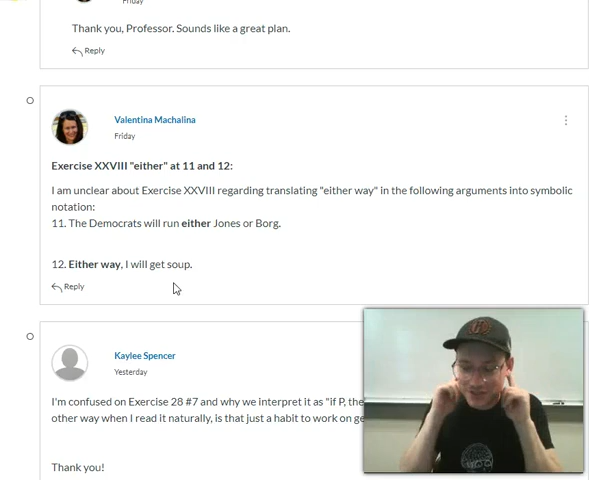 Friday
Thank you, Professor. Sounds like a great plan.
Reply
Valentina Machalina
Friday
Exercise XXVIII "either" at 11 and 12:
I am unclear about Exercise XXVIII regarding translating "either way" in the following arguments into symbolic
notation:
11. The Democrats will run either Jones or Borg.
12. Either way, I will get soup.
Reply
Kaylee Spencer
Yesterday
I'm confused on Exercise 28 #7 and why we interpret it as "if P, the
other way when I read it naturally, is that just a habit to work on ge
Thank you!